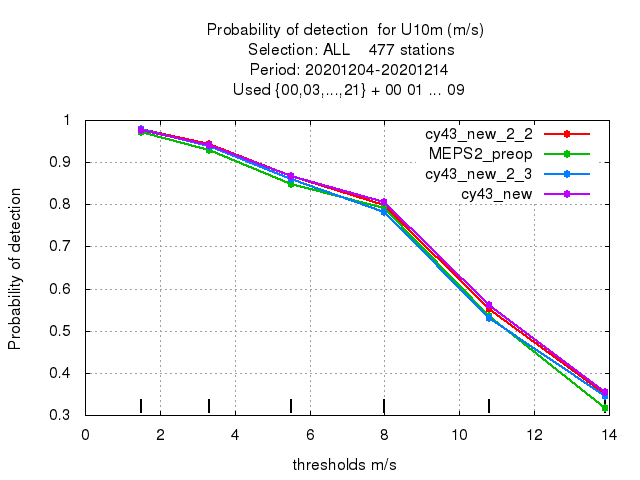 Probability of detection  for U10m (m/s)
Selection: ALL    477 stations
Period: 20201204-20201214
Used {00,03,...,21} + 00 01 ... 09
cy43_new_2_2
MEPS2_preop
cy43_new_2_3
cy43_new
Probability of detection
1
0.9
0.8
0.7
0.6
0.5
0.4
0.3
0 2 4 6 8 10 12 14
thresholds m/s